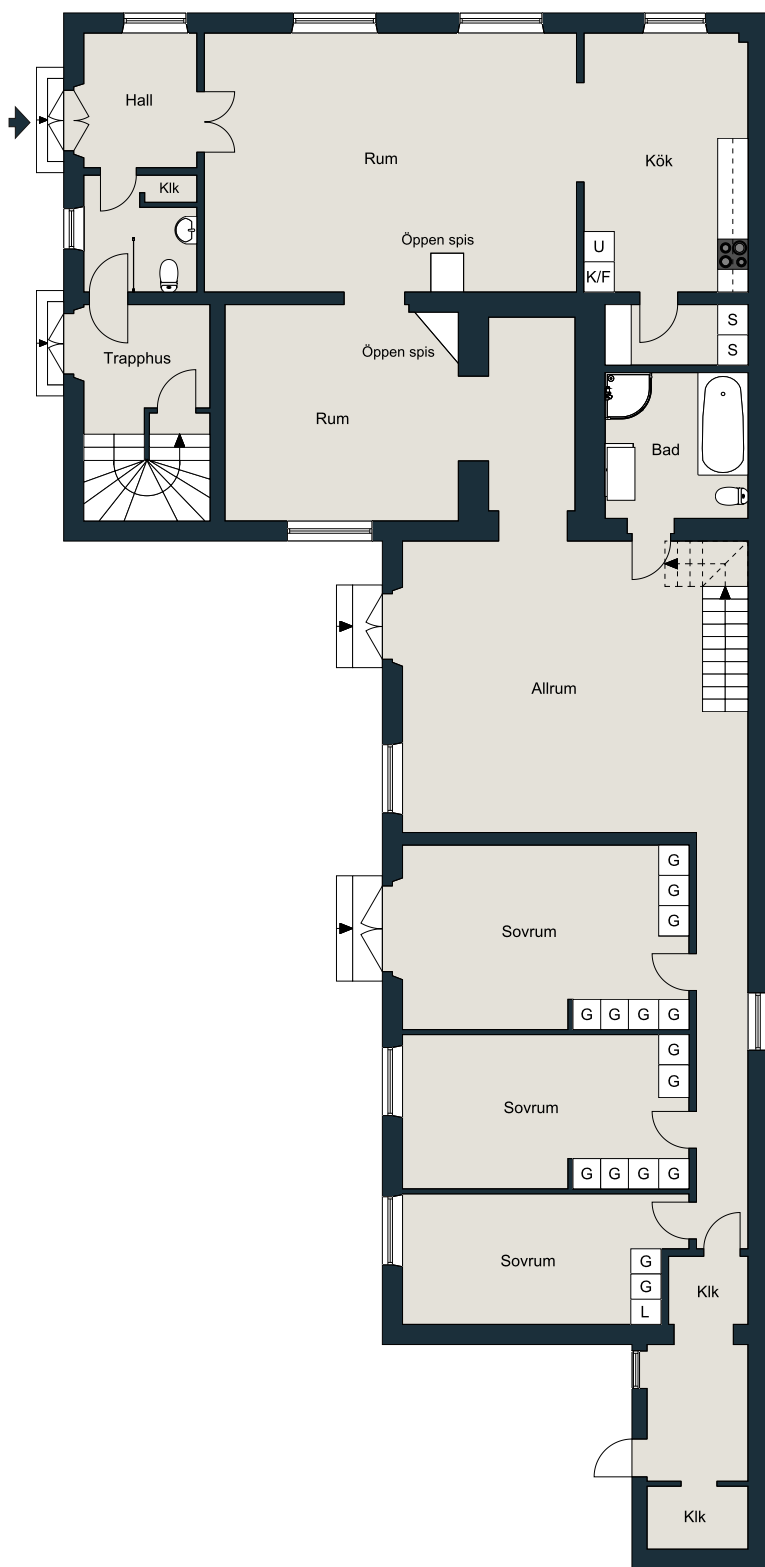 Hall
Rum
Kök
Klk
Öppen spis
U
K/F
Trapphus
Öppen spis
S
S
Rum
Bad
Allrum
G
G
G
Sovrum
G G G G
G
G
Sovrum
G G G G
Sovrum
G
G
L
Klk
Klk